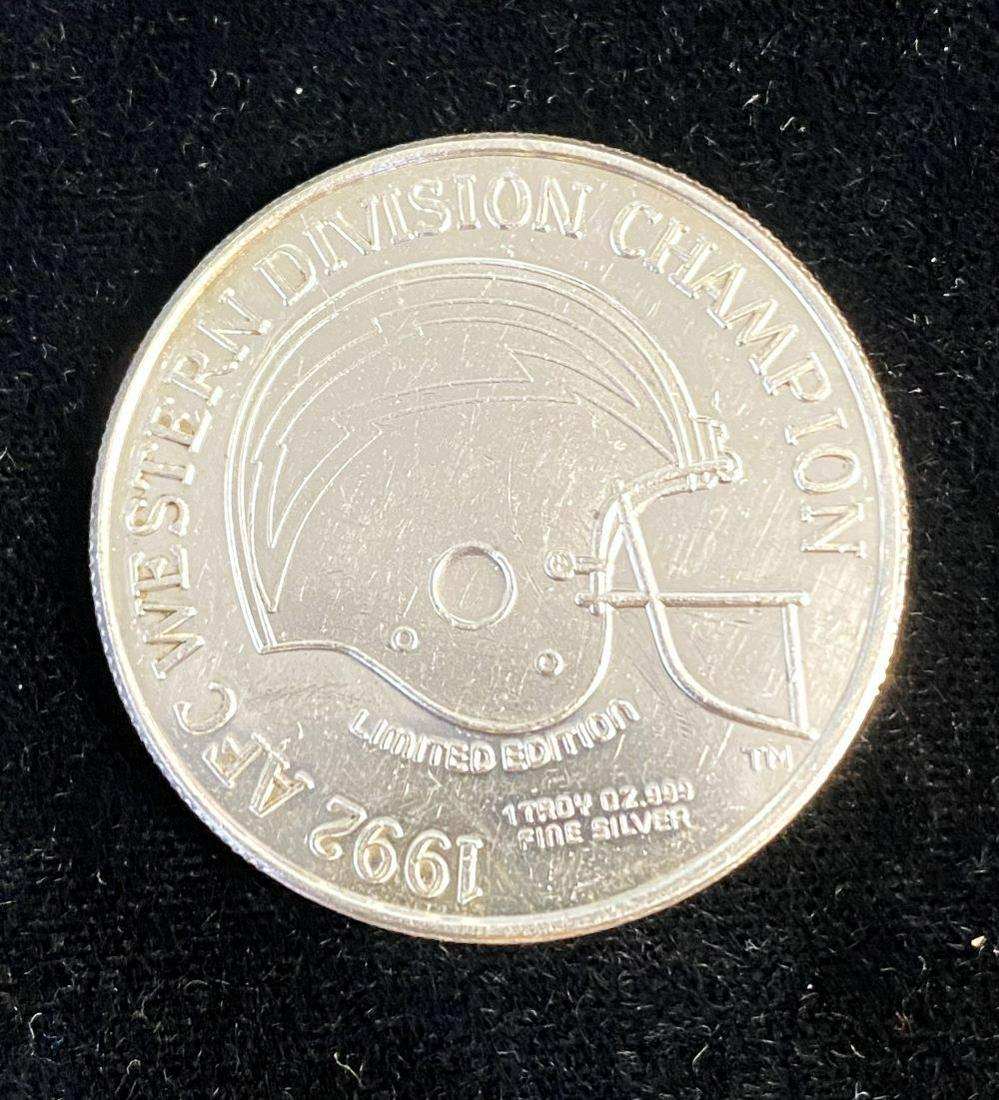 1992 AFC WESTERN DIVISION CHAMPION
LIMITED EDITION
1 TROY OZ .999
FINE SILVER
TM